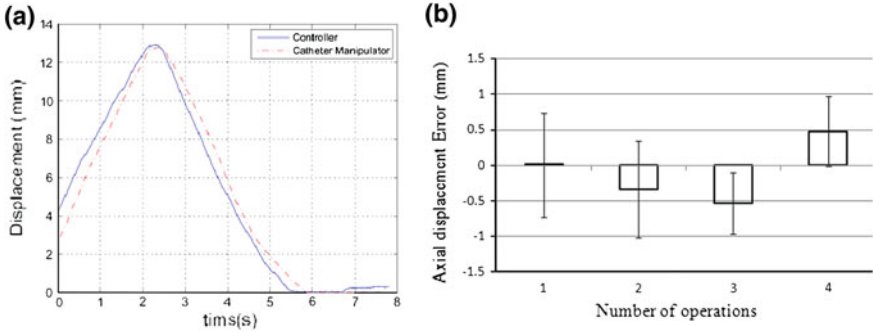 (a)
14
12
10
8
6
4
2
0
Displacement (mm)
Controller
Catheter Manipulator
0 1 2 3 4 5 6 7 8
tims(s)
(b)
1.5
1
0.5
0
-0.5
-1
-1.5
Axial displaccmcnt Error (mm)
1 2 3 4
Number of operations